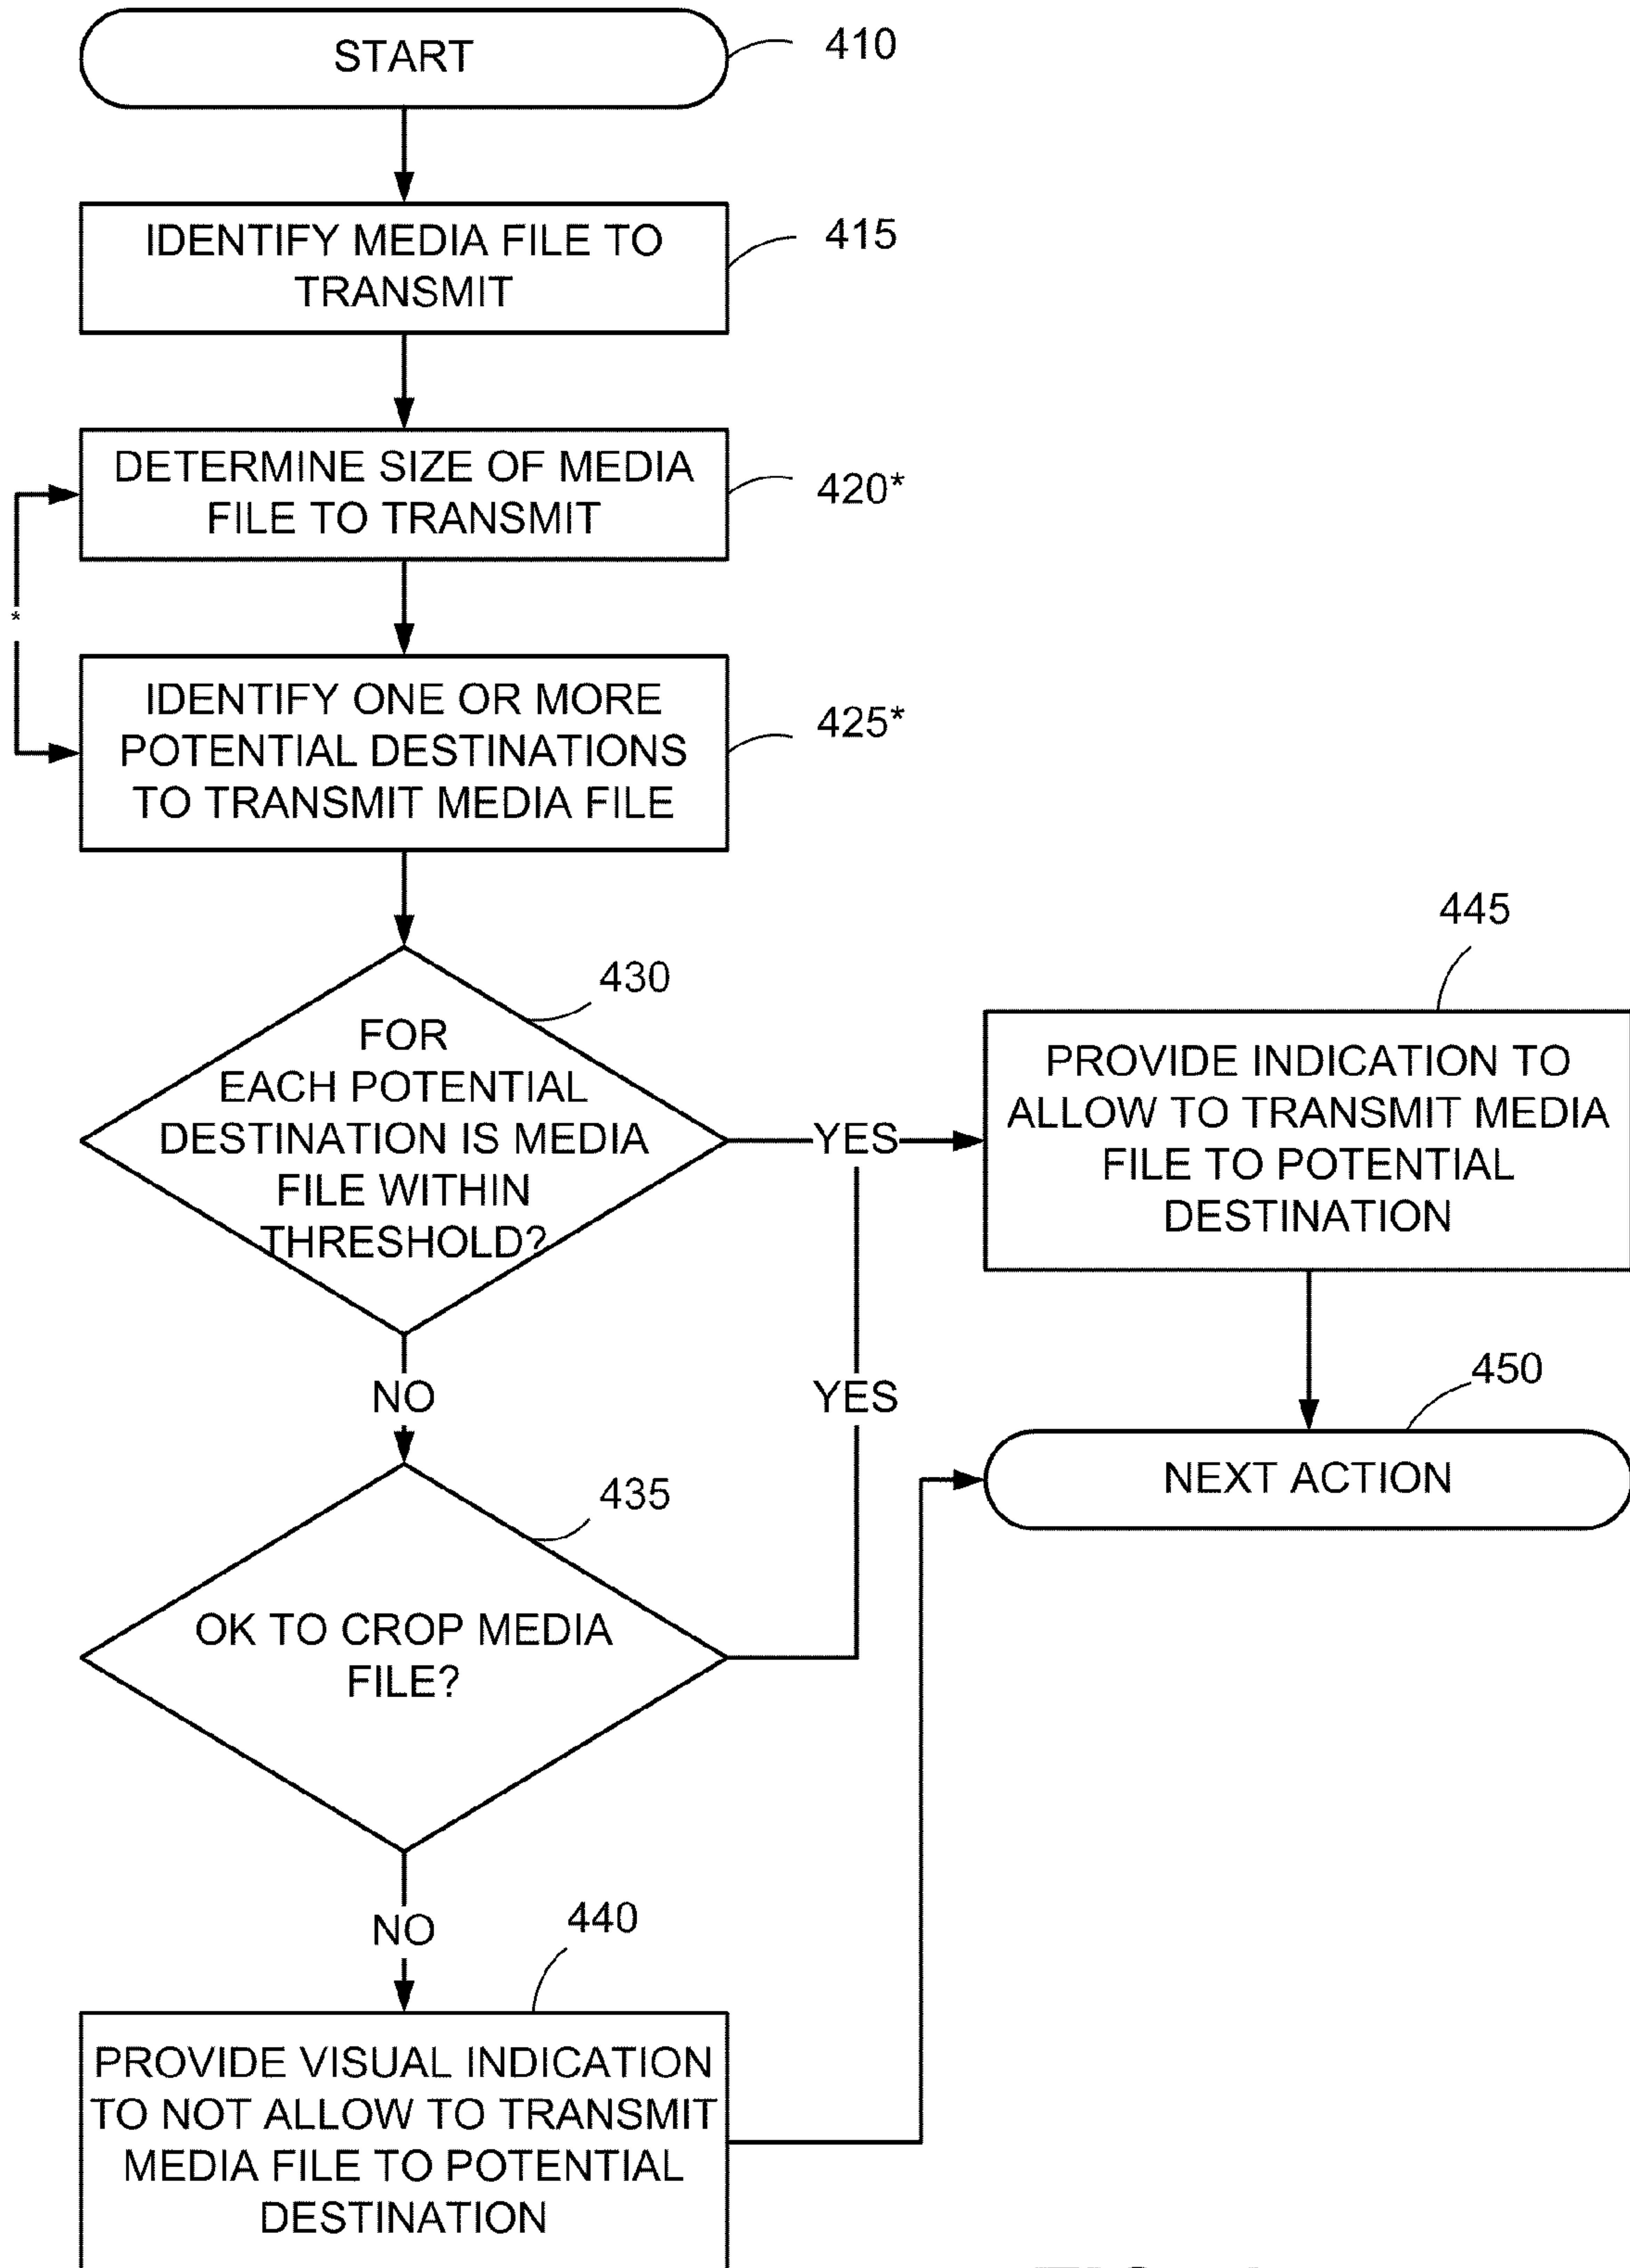 START
410
IDENTIFY MEDIA FILE TO
TRANSMIT
415
DETERMINE SIZE OF MEDIA
FILE TO TRANSMIT
420*
*
IDENTIFY ONE OR MORE
POTENTIAL DESTINATIONS
TO TRANSMIT MEDIA FILE
425*
430
FOR
EACH POTENTIAL
DESTINATION IS MEDIA
FILE WITHIN
THRESHOLD?
YES
445
PROVIDE INDICATION TO
ALLOW TO TRANSMIT MEDIA
FILE TO POTENTIAL
DESTINATION
NO
YES
450
NEXT ACTION
435
OK TO CROP MEDIA
FILE?
NO
440
PROVIDE VISUAL INDICATION
TO NOT ALLOW TO TRANSMIT
MEDIA FILE TO POTENTIAL
DESTINATION